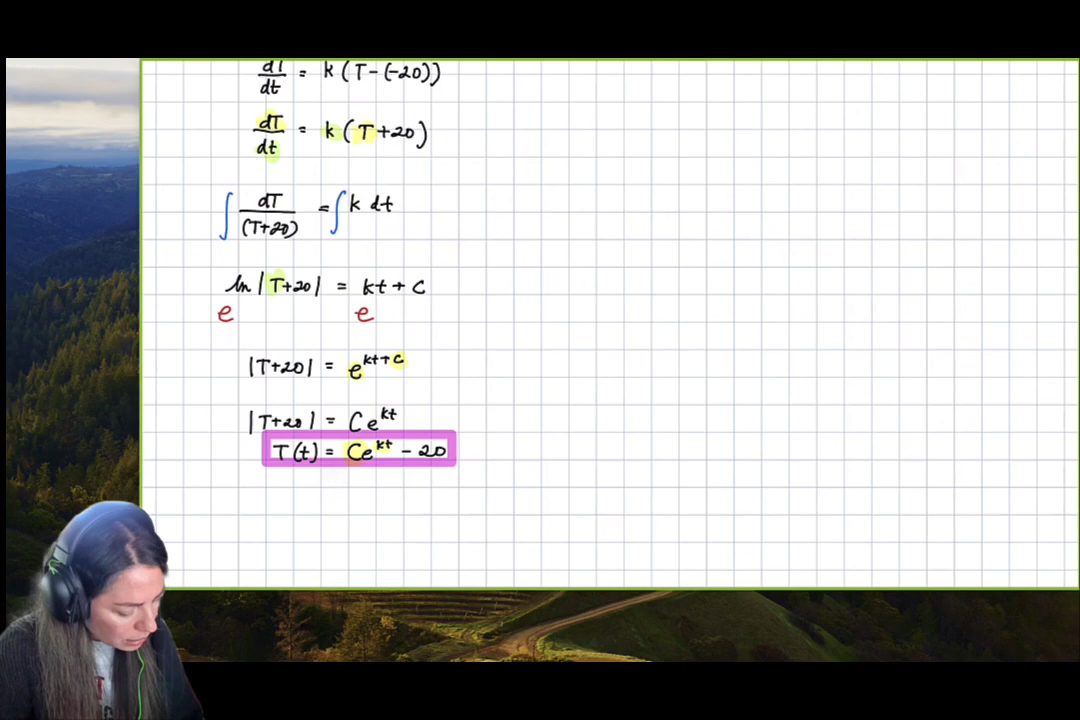 dT/dt = k(T-(-20))
dT/dt = k(T+20)
∫ dT/(T+20) = ∫ k dt
ln|T+20| = kt + c
e e
|T+20| = e^(kt+c)
|T+20| = Ce^(kt)
T(t) = Ce^(kt) - 20